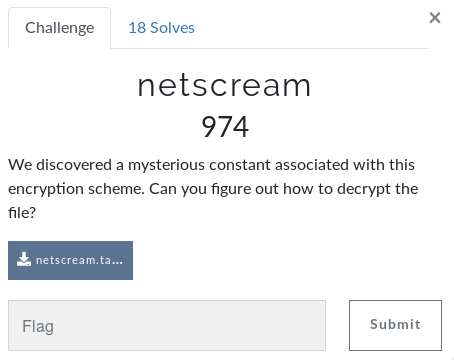 Challenge
18 Solves
×
netscream
974
We discovered a mysterious constant associated with this
encryption scheme. Can you figure out how to decrypt the
file?
netscream.ta...
Flag
Submit